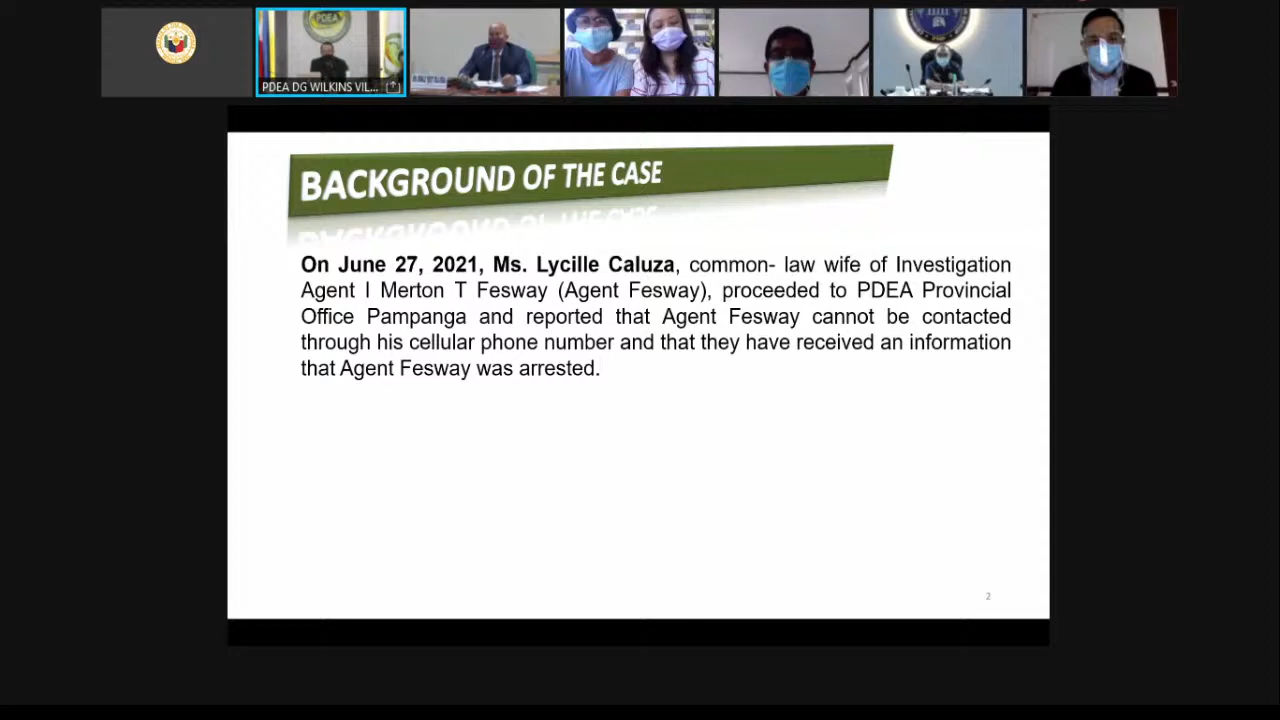 PDEA
PDEA DG WILKINS VIL...
BACKGROUND OF THE CASE
On June 27, 2021, Ms. Lycille Caluza, common- law wife of Investigation
Agent I Merton T Fesway (Agent Fesway), proceeded to PDEA Provincial
Office Pampanga and reported that Agent Fesway cannot be contacted
through his cellular phone number and that they have received an information
that Agent Fesway was arrested.
2